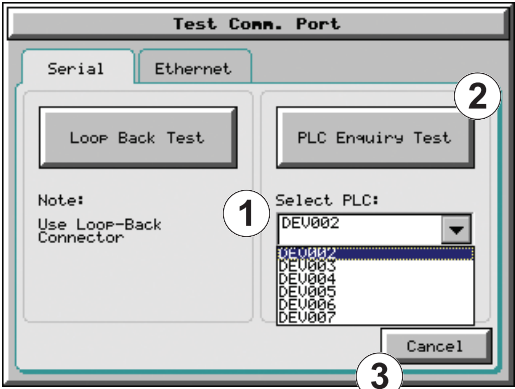 Test Comm. Port
Serial
Ethernet
2
Loop Back Test
PLC Enquiry Test
Note:
Use Loop-Back
Connector
1
Select PLC:
DEV002
DEV002
DEV003
DEV004
DEV005
DEV006
DEV007
Cancel
3